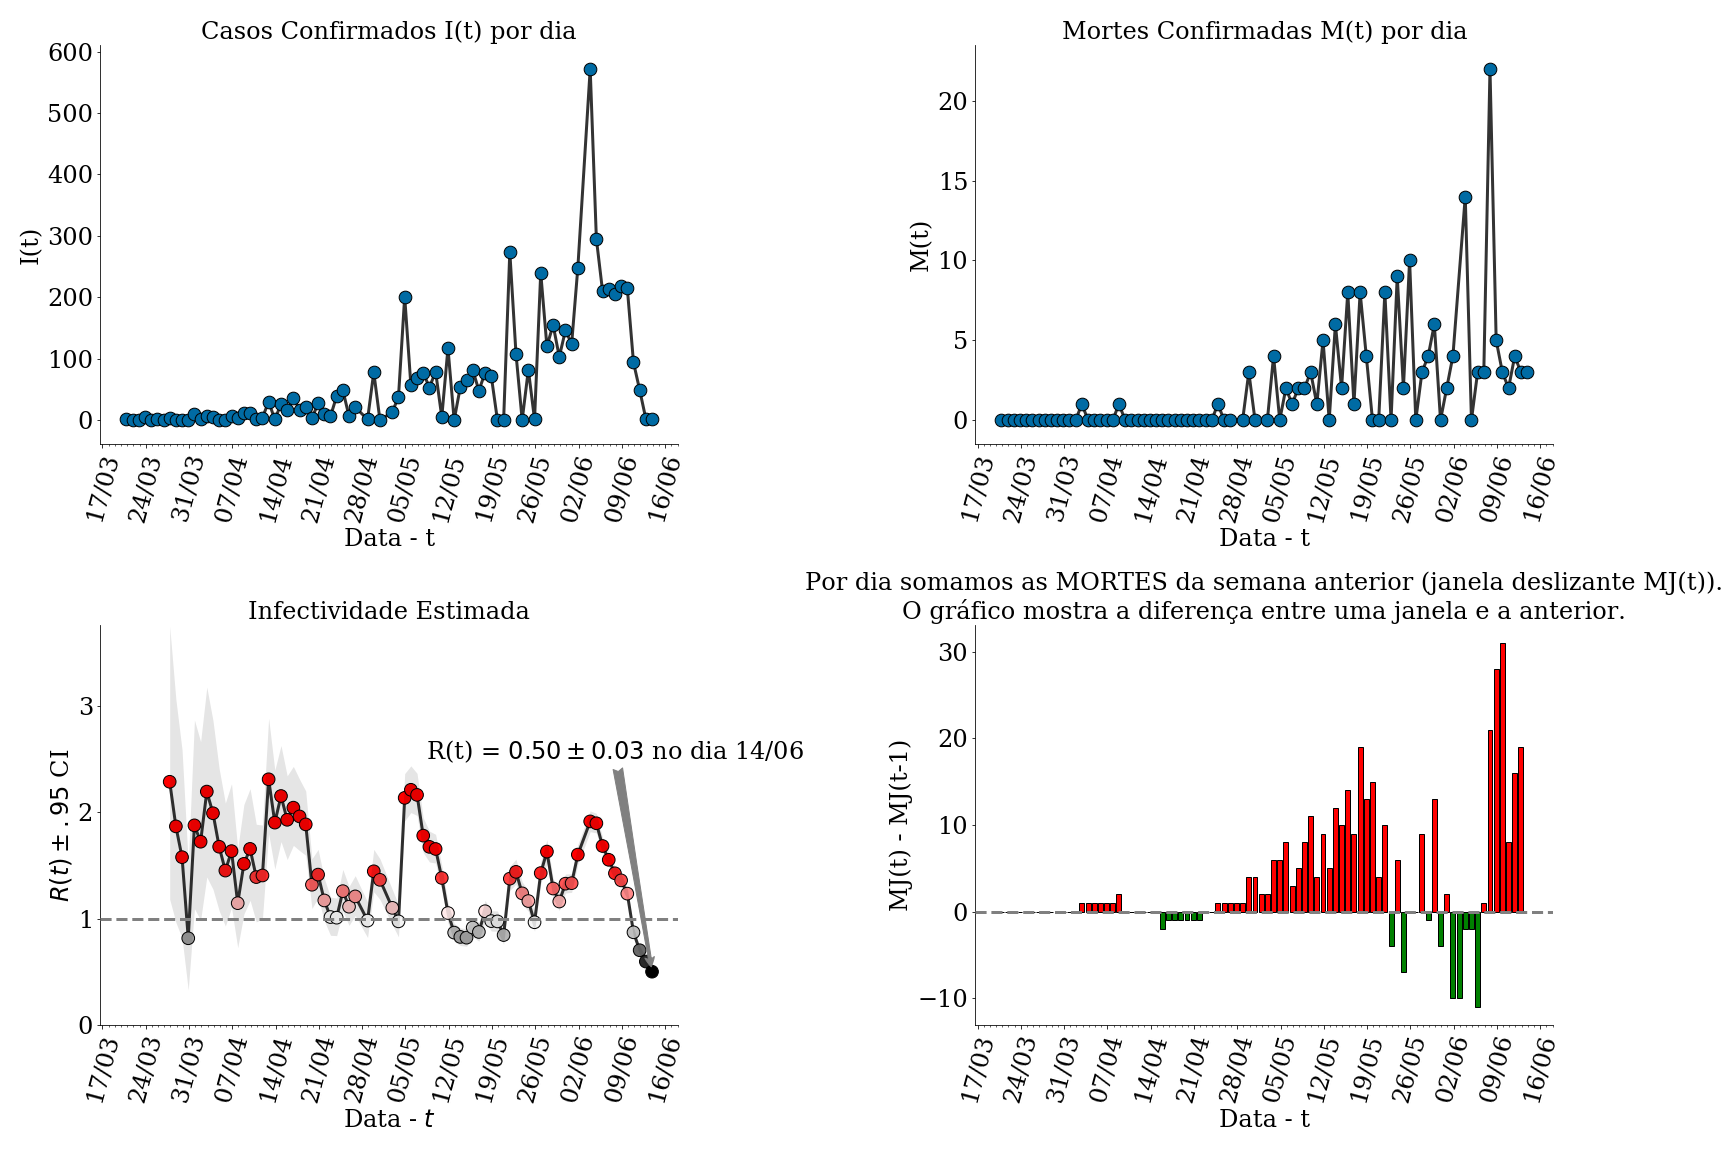 Casos Confirmados I(t) por dia
600
500
400
300
200
100
0
I(t)
17/03 24/03 31/03 07/04 14/04 21/04 28/04 05/05 12/05 19/05 26/05 02/06 09/06 16/06
Data - t
Mortes Confirmadas M(t) por dia
20
15
10
5
0
M(t)
17/03 24/03 31/03 07/04 14/04 21/04 28/04 05/05 12/05 19/05 26/05 02/06 09/06 16/06
Data - t
Infectividade Estimada
3
2
1
0
R(t) ± .95 CI
R(t) = 0.50 ± 0.03 no dia 14/06
17/03 24/03 31/03 07/04 14/04 21/04 28/04 05/05 12/05 19/05 26/05 02/06 09/06 16/06
Data - t
Por dia somamos as MORTES da semana anterior (janela deslizante MJ(t)).
O gráfico mostra a diferença entre uma janela e a anterior.
30
20
10
0
−10
MJ(t) - MJ(t-1)
17/03 24/03 31/03 07/04 14/04 21/04 28/04 05/05 12/05 19/05 26/05 02/06 09/06 16/06
Data - t